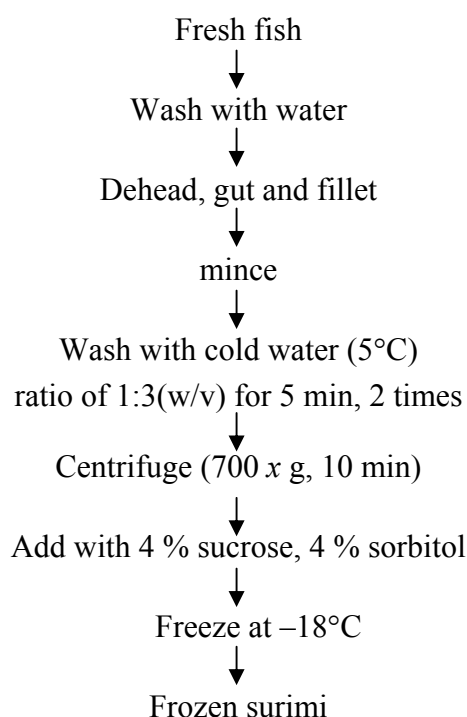 Fresh fish
Wash with water
Dehead, gut and fillet
mince
Wash with cold water (5°C)
ratio of 1:3(w/v) for 5 min, 2 times
Centrifuge (700 x g, 10 min)
Add with 4 % sucrose, 4 % sorbitol
Freeze at –18°C
Frozen surimi